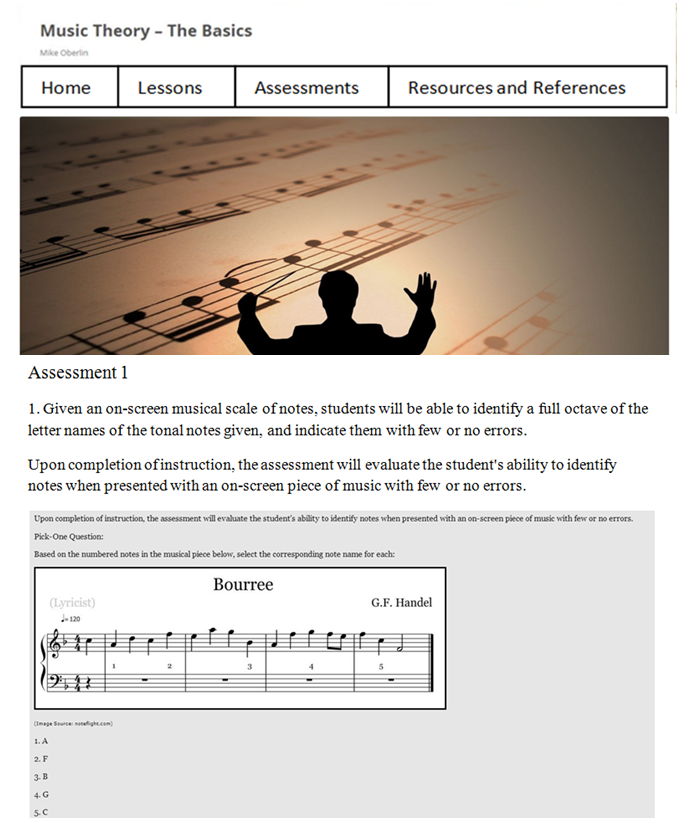 Music Theory – The Basics
Mike Oberlin
Home Lessons Assessments Resources and References
Assessment 1
1. Given an on-screen musical scale of notes, students will be able to identify a full octave of the
letter names of the tonal notes given, and indicate them with few or no errors.
Upon completion of instruction, the assessment will evaluate the student's ability to identify
notes when presented with an on-screen piece of music with few or no errors.
Upon completion of instruction, the assessment will evaluate the student's ability to identify notes when presented with an on-screen piece of music with few or no errors.
Pick-One Question:
Based on the numbered notes in the musical piece below, select the corresponding note name for each:
Bourree
(Lyricist) G.F. Handel
♩=120
4 4
1 2 3 4 5
4 4
(Image Source: noteflight.com)
1. A
2. F
3. B
4. G
5. C